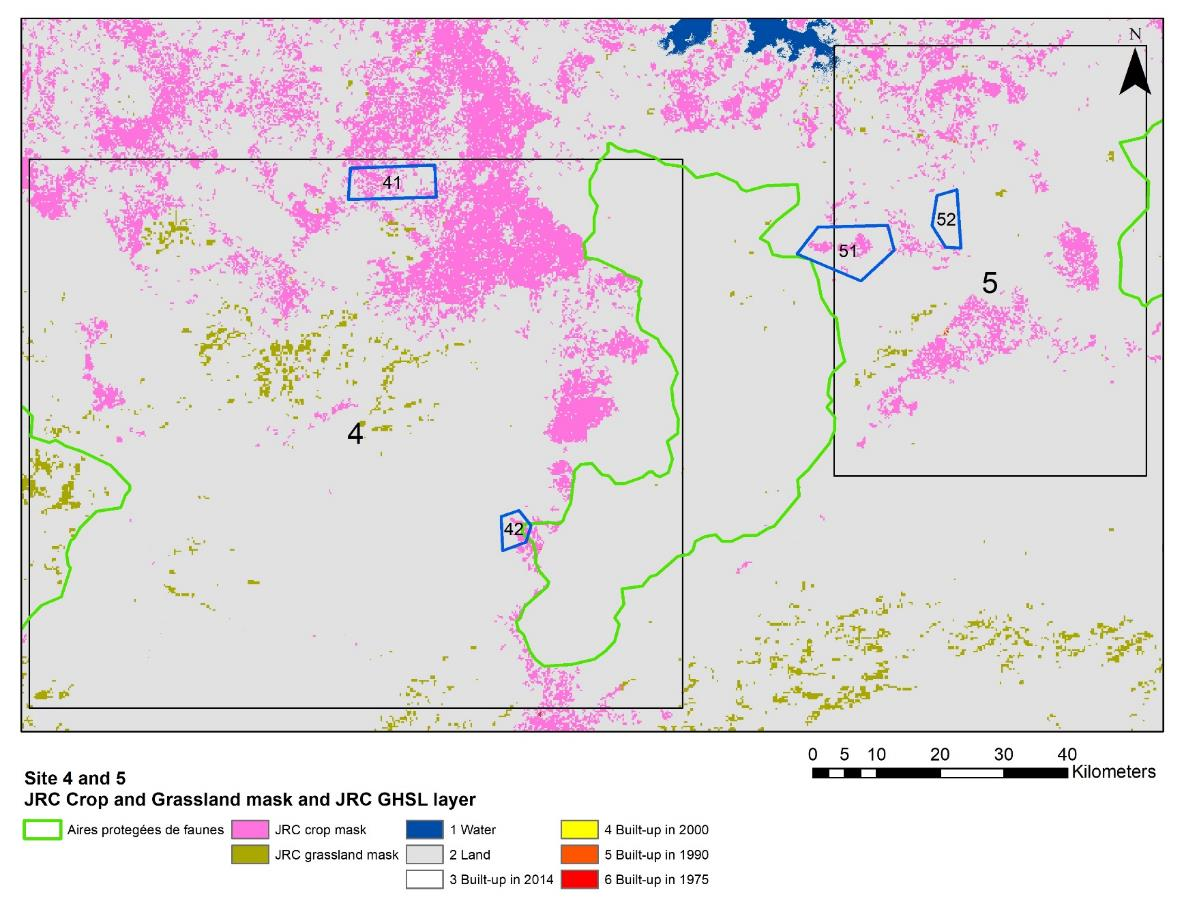 N
41
52
51
5
4
42
0 5 10 20 30 40
Kilometers
Site 4 and 5
JRC Crop and Grassland mask and JRC GHSL layer
Aires protegées de faunes
JRC crop mask
JRC grassland mask
1 Water
2 Land
3 Built-up in 2014
4 Built-up in 2000
5 Built-up in 1990
6 Built-up in 1975